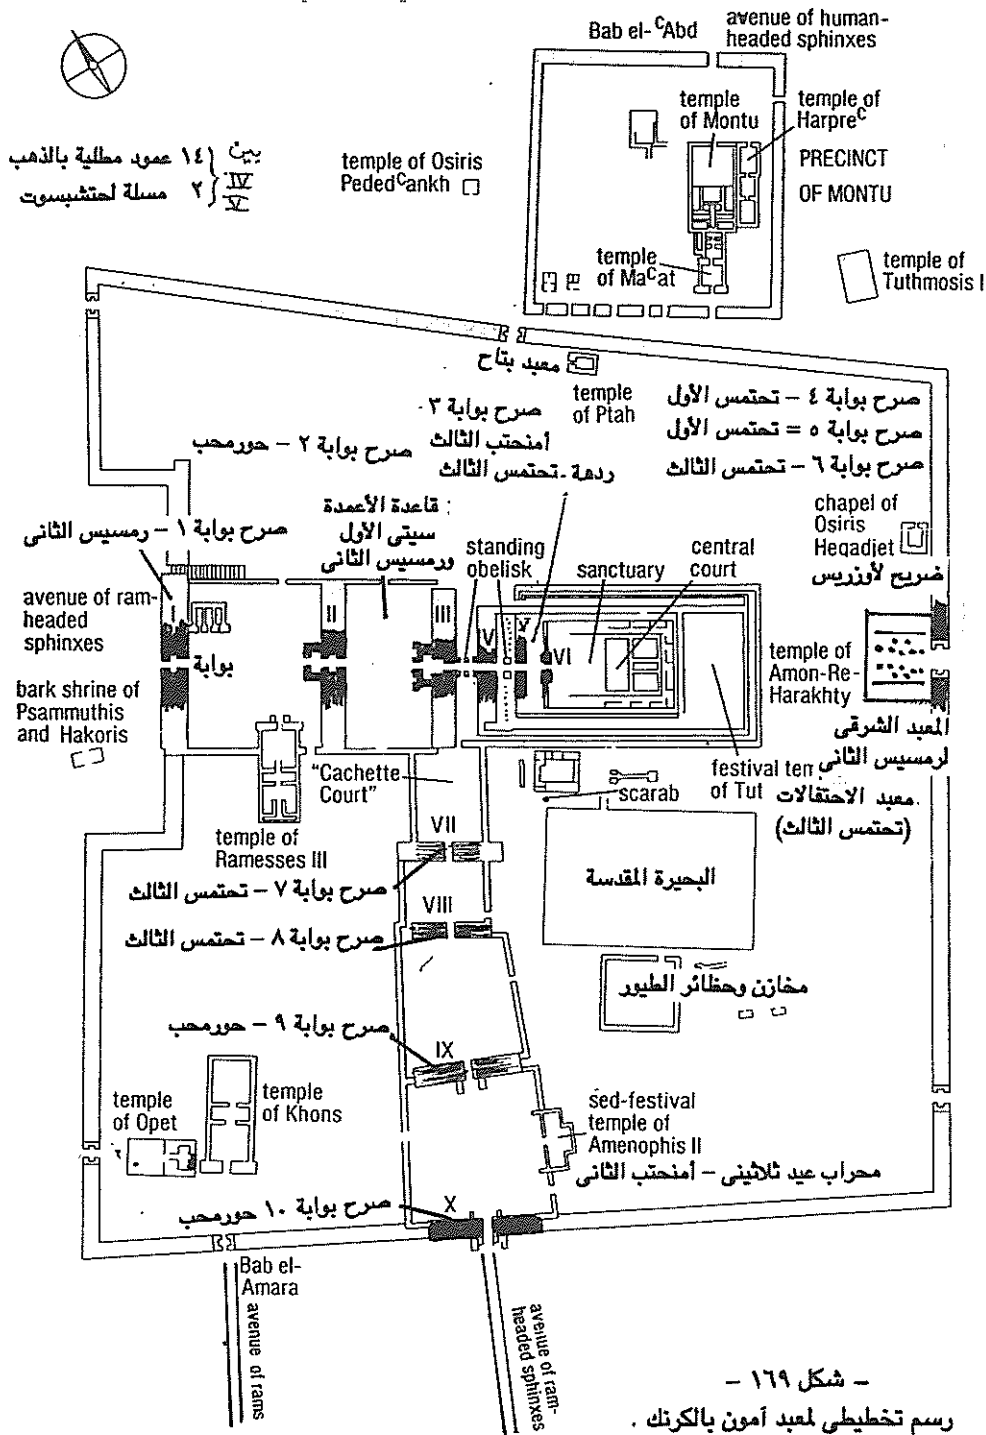 Bab el-ᶜAbd
avenue of human-
headed sphinxes
temple
of Montu
temple of
Harpreᶜ
PRECINCT
OF MONTU
temple
of Maᶜat
temple of
Tuthmosis I
temple of Osiris
Pededᶜankh
بين
IV
V
١٤ عمود مطلية بالذهب
٢ مسلة لحتشبسوت
معبد بتاح
temple
of Ptah
صرح بوابة ٤ – تحتمس الأول
صرح بوابة ٥ = تحتمس الأول
صرح بوابة ٦ – تحتمس الثالث
صرح بوابة ٣
أمنحتب الثالث
ردهة - تحتمس الثالث
صرح بوابة ٢ – حورمحب
قاعدة الأعمدة
سيتى الأول
ورمسيس الثانى
صرح بوابة ١ – رمسيس الثانى
chapel of
Osiris
Heqadjet
ضريح لأوزريس
standing
obelisk
sanctuary
central
court
avenue of ram-
headed
sphinxes
I
II
III
V
V
VI
بوابة
temple of
Amon-Re-
Harakhty
المعبد الشرقى
لرمسيس الثانى
bark shrine of
Psammuthis
and Hakoris
"Cachette
Court"
scarab
festival ten
of Tut
معبد الاحتفالات
(تحتمس الثالث)
temple of
Ramesses III
VII
صرح بوابة ٧ – تحتمس الثالث
البحيرة المقدسة
VIII
صرح بوابة ٨ – تحتمس الثالث
مخازن وحظائر الطيور
صرح بوابة ٩ – حورمحب
IX
temple
of Opet
temple
of Khons
sed-festival
temple of
Amenophis II
محراب عيد ثلاثينى – أمنحتب الثانى
صرح بوابة ١٠ حورمحب
X
Bab el-
Amara
avenue of rams
avenue of ram-
headed sphinxes
– شكل ١٦٩ –
رسم تخطيطى لمعبد آمون بالكرنك .